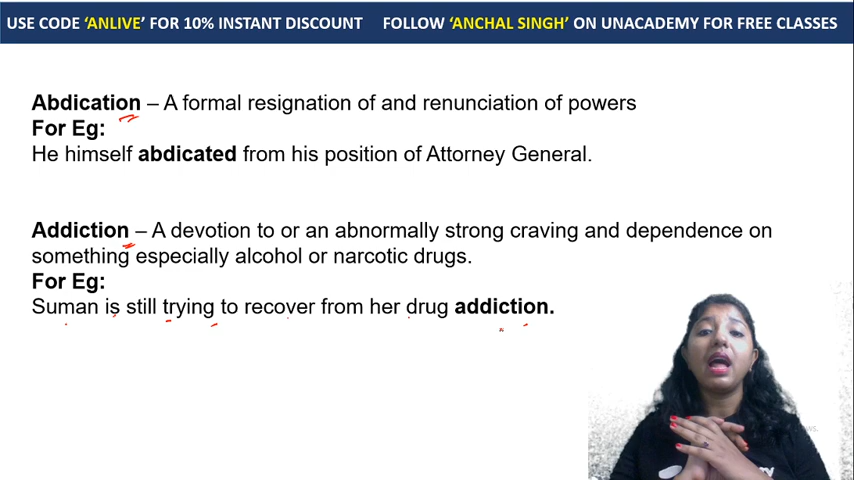 USE CODE ‘ANLIVE’ FOR 10% INSTANT DISCOUNT FOLLOW ‘ANCHAL SINGH’ ON UNACADEMY FOR FREE CLASSES
Abdication – A formal resignation of and renunciation of powers
For Eg:
He himself abdicated from his position of Attorney General.
Addiction – A devotion to or an abnormally strong craving and dependence on
something especially alcohol or narcotic drugs.
For Eg:
Suman is still trying to recover from her drug addiction.